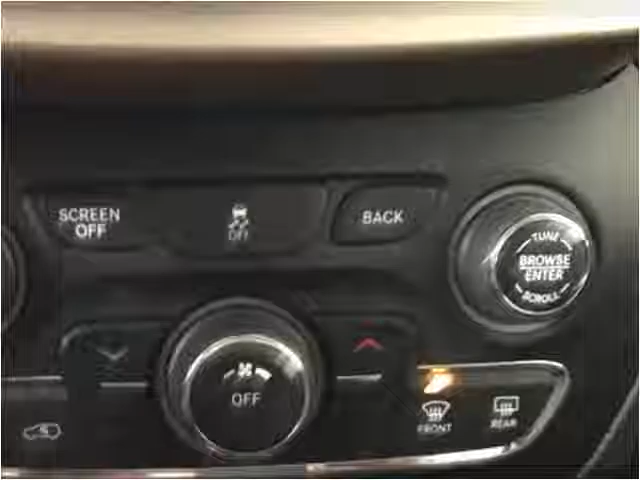 SCREEN
OFF
OFF
BACK
TUNE
BROWSE
ENTER
SCROLL
OFF
FRONT
REAR